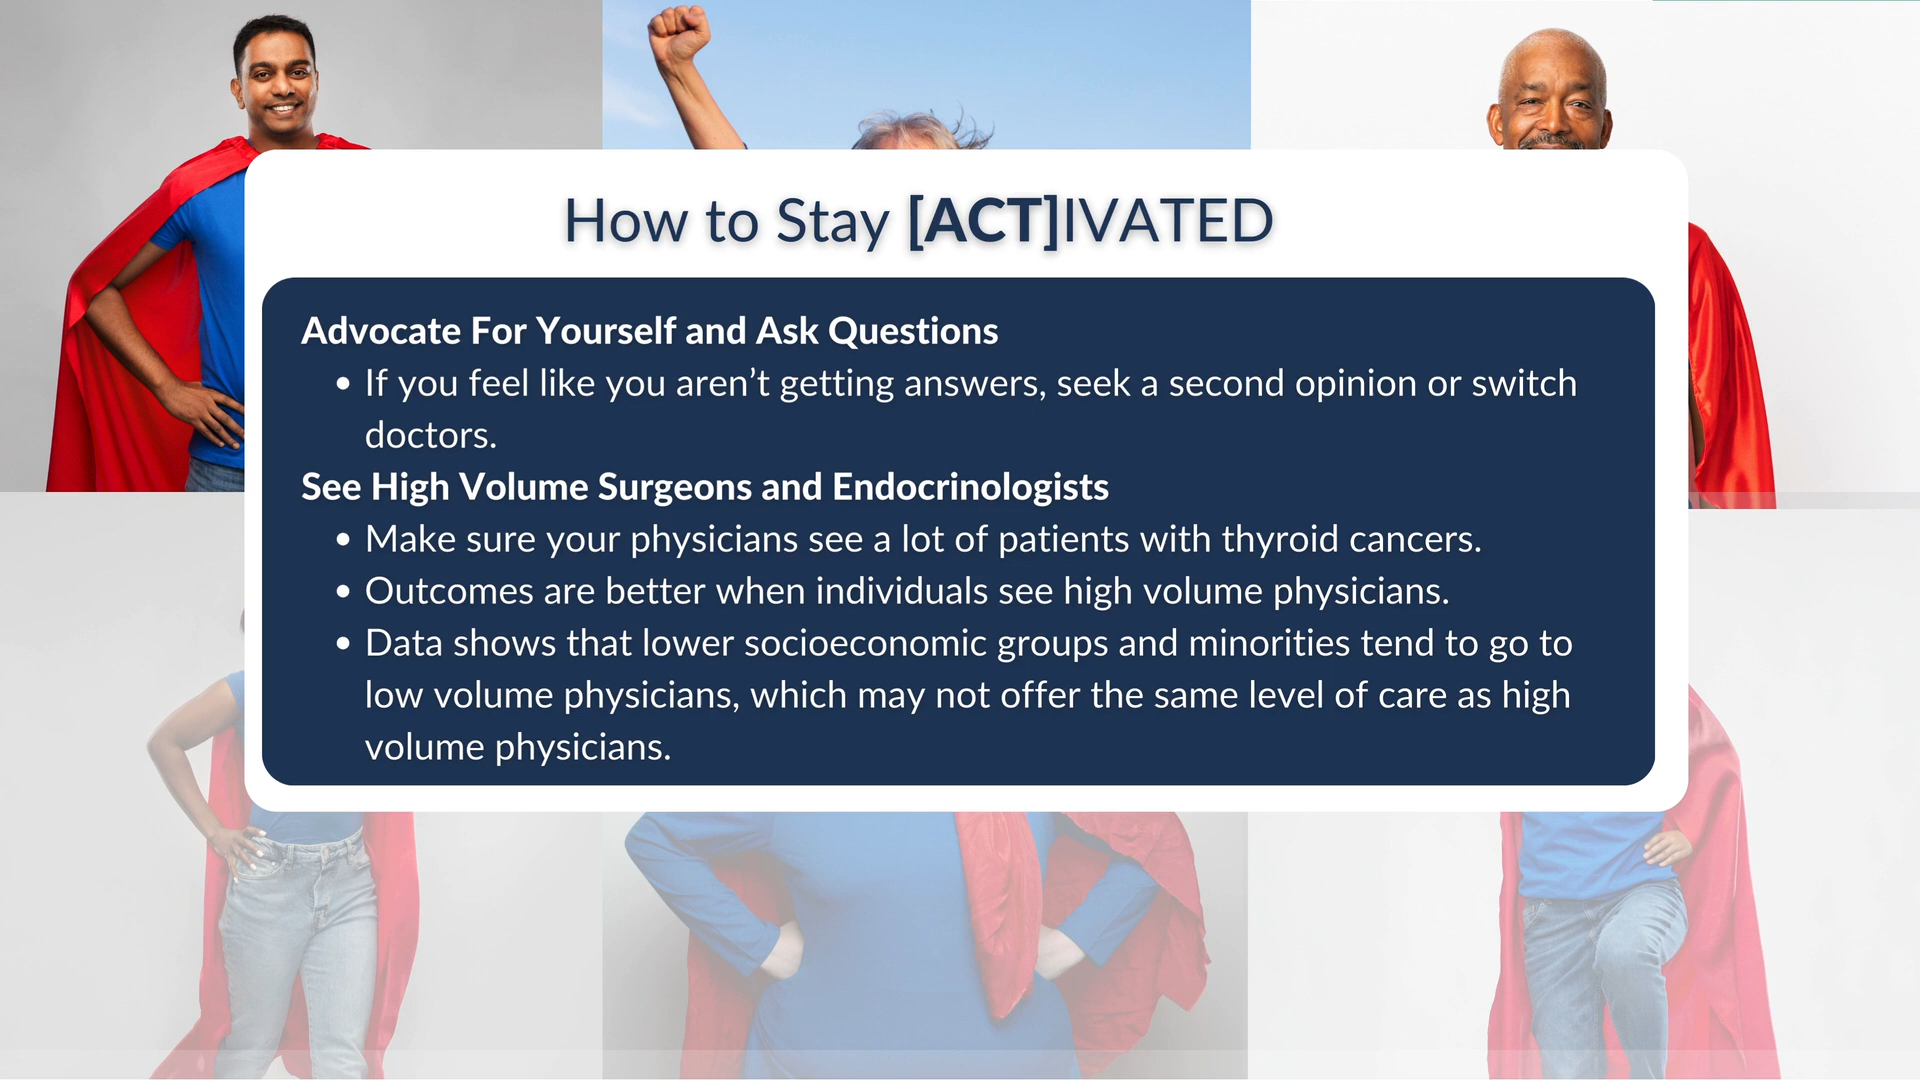 How to Stay [ACT]IVATED
Advocate For Yourself and Ask Questions
• If you feel like you aren’t getting answers, seek a second opinion or switch
doctors.
See High Volume Surgeons and Endocrinologists
• Make sure your physicians see a lot of patients with thyroid cancers.
• Outcomes are better when individuals see high volume physicians.
• Data shows that lower socioeconomic groups and minorities tend to go to
low volume physicians, which may not offer the same level of care as high
volume physicians.